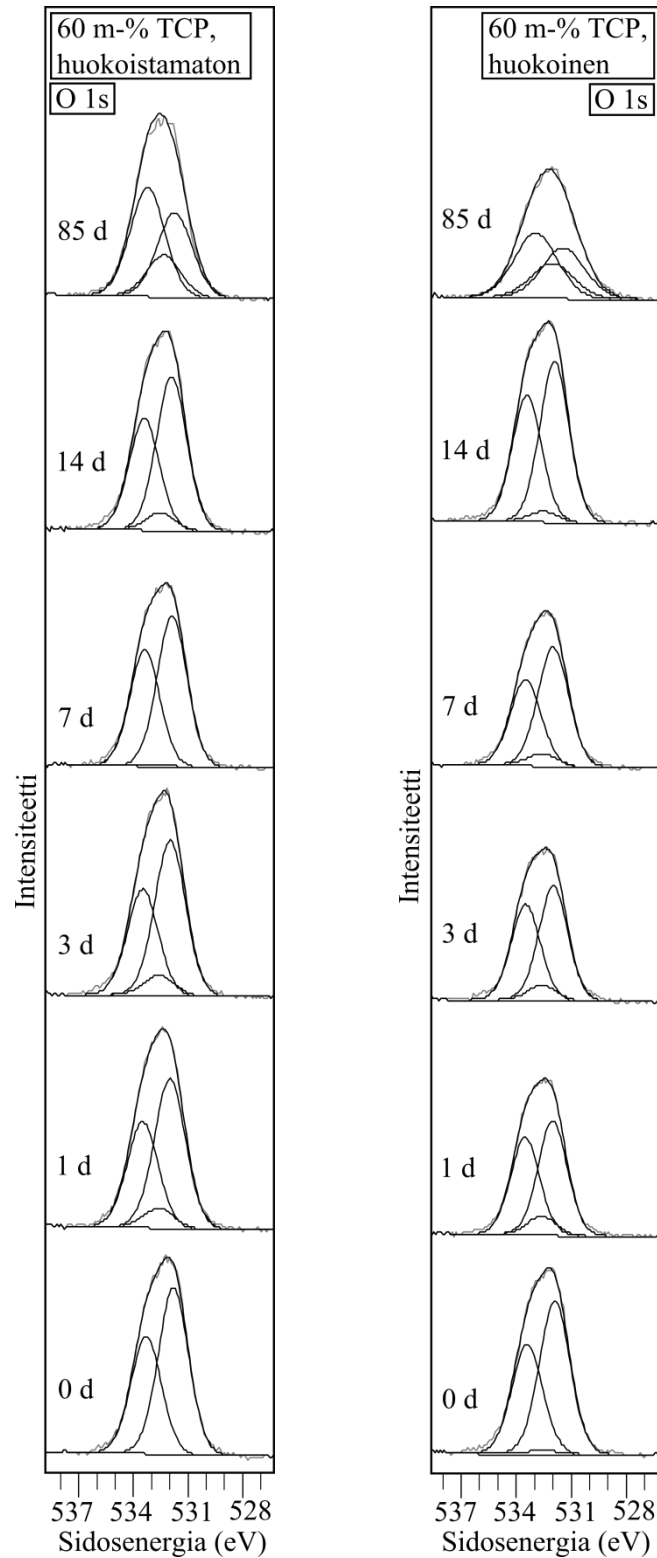 60 m-% TCP,
huokoistamaton
O 1s
85 d
14 d
7 d
3 d
1 d
0 d
Intensiteetti
537 534 531 528
Sidosenergia (eV)
60 m-% TCP,
huokoinen
O 1s
85 d
14 d
7 d
3 d
1 d
0 d
Intensiteetti
537 534 531 528
Sidosenergia (eV)